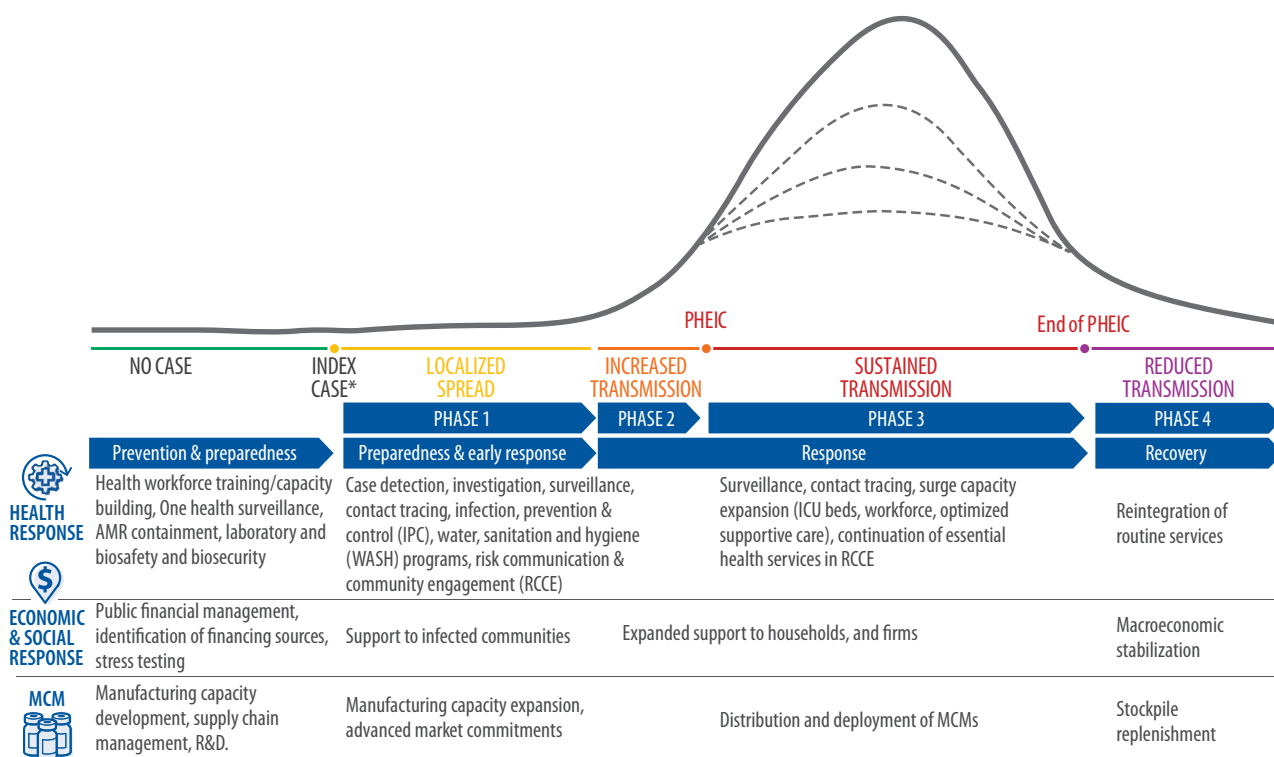 PHEIC
End of PHEIC
NO CASE
INDEX
CASE*
LOCALIZED
SPREAD
INCREASED
TRANSMISSION
SUSTAINED
TRANSMISSION
REDUCED
TRANSMISSION
PHASE 1
PHASE 2
PHASE 3
PHASE 4
Prevention & preparedness
Preparedness & early response
Response
Recovery
HEALTH
RESPONSE
Health workforce training/capacity
building, One health surveillance,
AMR containment, laboratory and
biosafety and biosecurity
Case detection, investigation, surveillance,
contact tracing, infection, prevention &
control (IPC), water, sanitation and hygiene
(WASH) programs, risk communication &
community engagement (RCCE)
Surveillance, contact tracing, surge capacity
expansion (ICU beds, workforce, optimized
supportive care), continuation of essential
health services in RCCE
Reintegration of
routine services
$
ECONOMIC
& SOCIAL
RESPONSE
Public financial management,
identification of financing sources,
stress testing
Support to infected communities
Expanded support to households, and firms
Macroeconomic
stabilization
MCM
Manufacturing capacity
development, supply chain
management, R&D.
Manufacturing capacity expansion,
advanced market commitments
Distribution and deployment of MCMs
Stockpile
replenishment